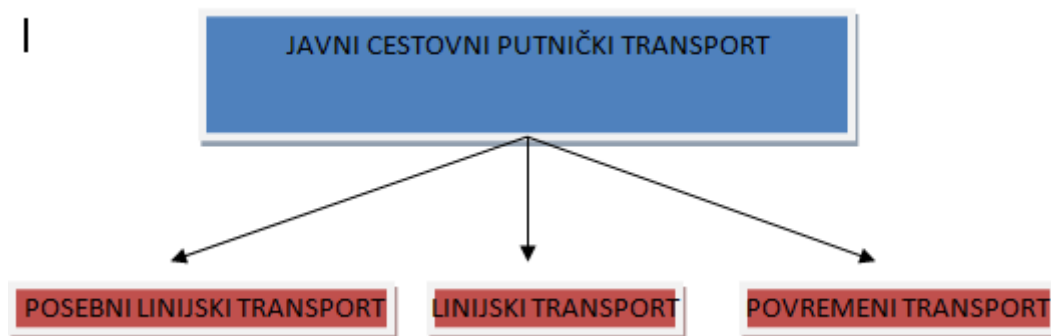 JAVNI CESTOVNI PUTNIČKI TRANSPORT
POSEBNI LINIJSKI TRANSPORT
LINIJSKI TRANSPORT
POVREMENI TRANSPORT